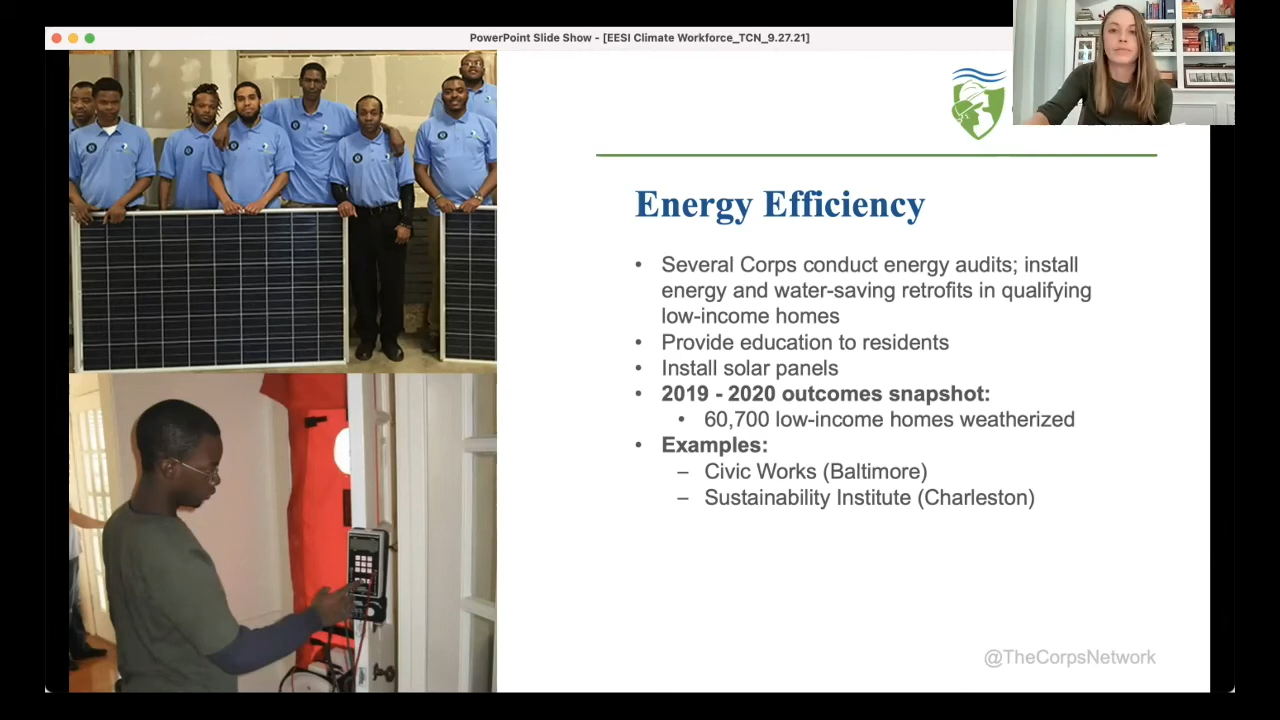 PowerPoint Slide Show - [EESI Climate Workforce_TCN_9.27.21]
Energy Efficiency
• Several Corps conduct energy audits; install
energy and water-saving retrofits in qualifying
low-income homes
• Provide education to residents
• Install solar panels
• 2019 - 2020 outcomes snapshot:
• 60,700 low-income homes weatherized
• Examples:
– Civic Works (Baltimore)
– Sustainability Institute (Charleston)
@TheCorpsNetwork